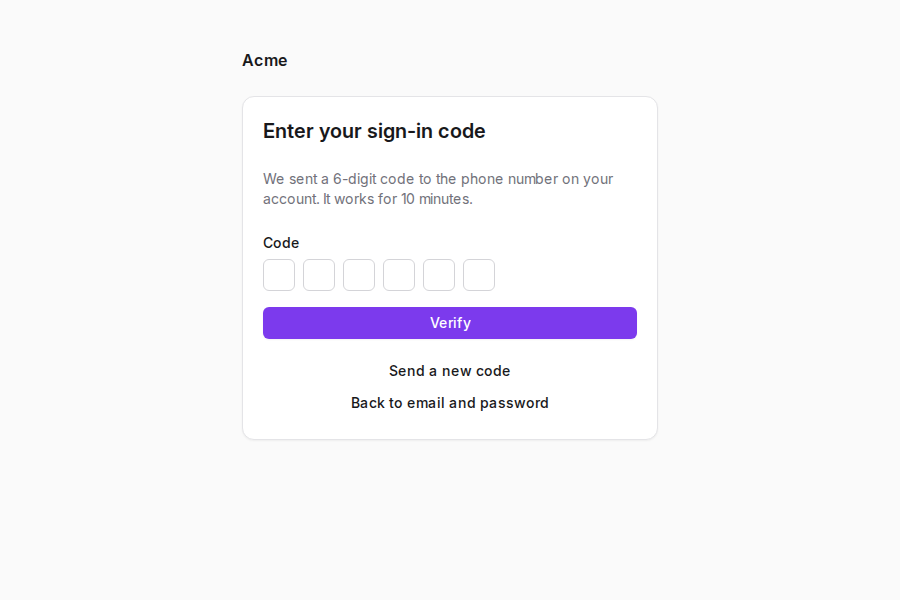 Acme
Enter your sign-in code
We sent a 6-digit code to the phone number on your
account. It works for 10 minutes.
Code
Verify
Send a new code
Back to email and password